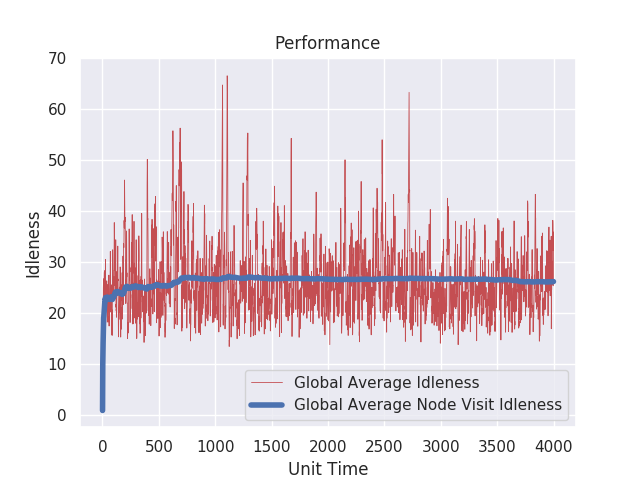 Performance
70
60
50
40
30
20
10
0
Idleness
Global Average Idleness
Global Average Node Visit Idleness
0 500 1000 1500 2000 2500 3000 3500 4000
Unit Time